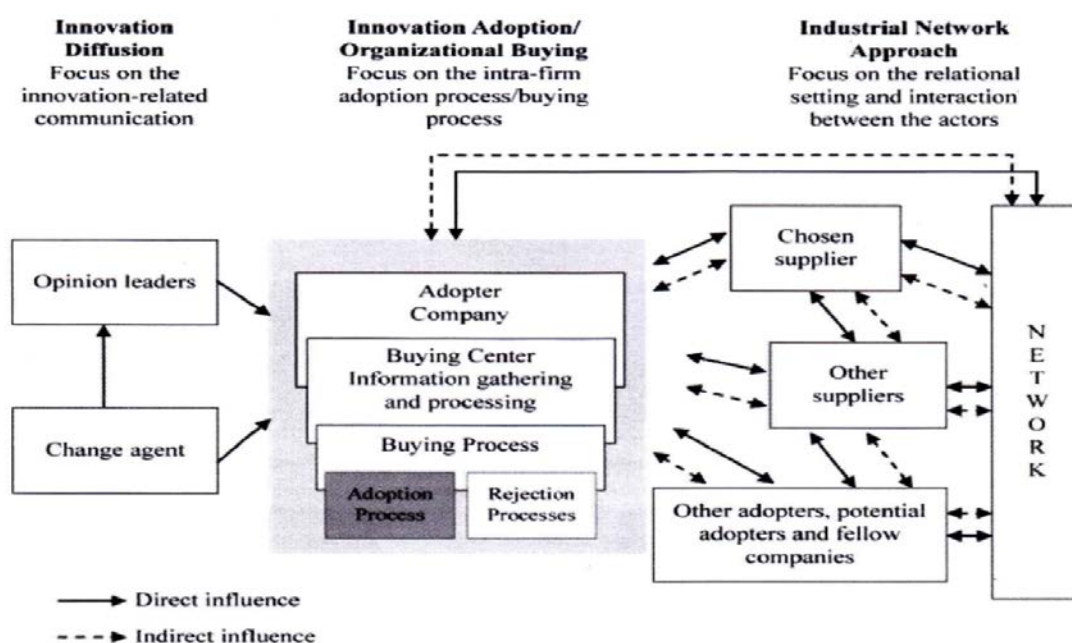 Innovation
Diffusion
Focus on the
innovation-related
communication
Innovation Adoption/
Organizational Buying
Focus on the intra-firm
adoption process/buying
process
Industrial Network
Approach
Focus on the relational
setting and interaction
between the actors
Opinion leaders
Change agent
Adopter
Company
Buying Center
Information gathering
and processing
Buying Process
Adoption
Process
Rejection
Processes
Chosen
supplier
Other
suppliers
Other adopters, potential
adopters and fellow
companies
NETWORK
Direct influence
Indirect influence